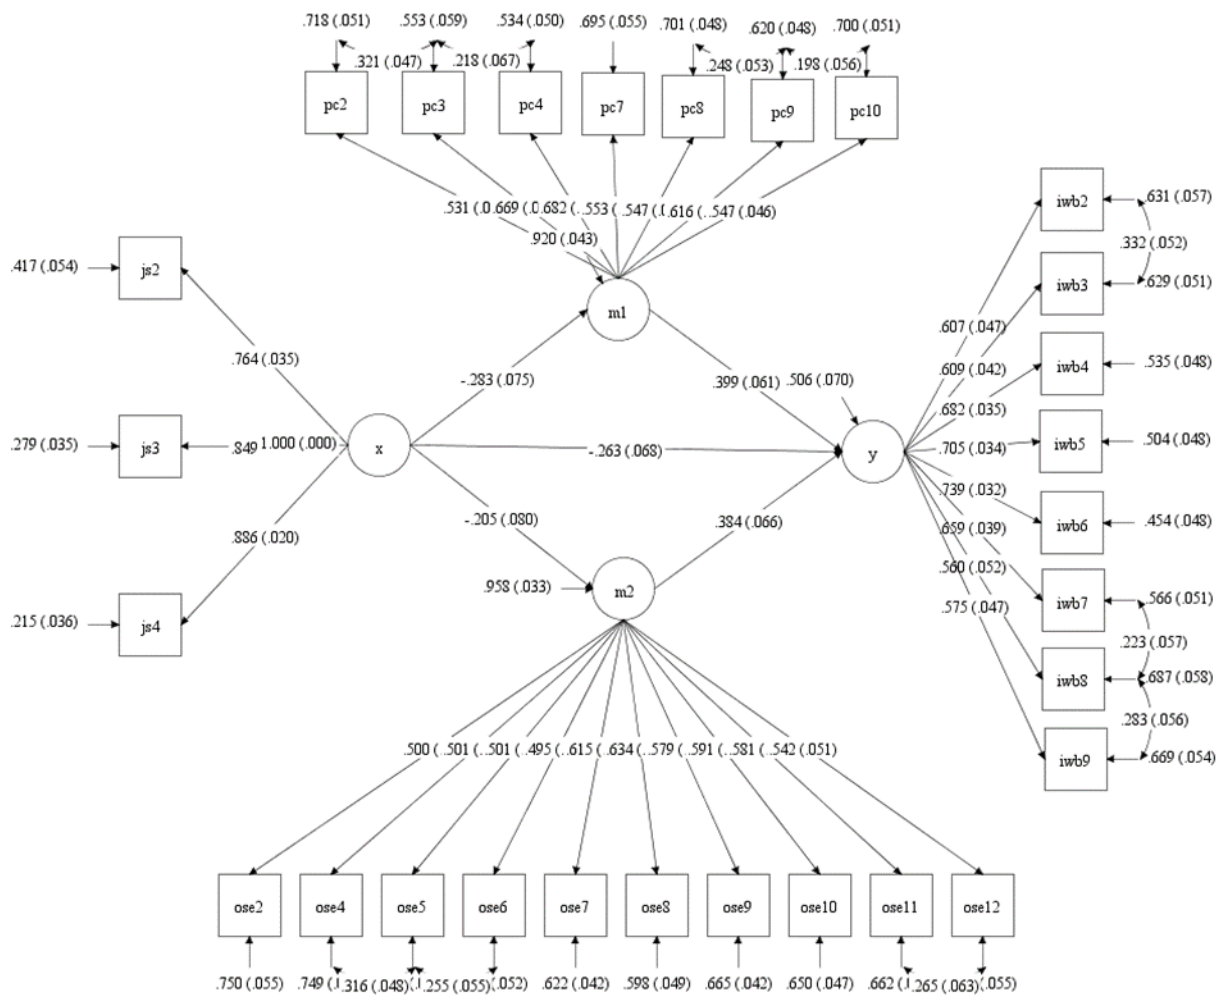 .718 (.051) .553 (.059) .534 (.050) .695 (.055) .701 (.048) .620 (.048) .700 (.051)
.321 (.047) .218 (.067) .248 (.053) .198 (.056)
pc2 pc3 pc4 pc7 pc8 pc9 pc10
.531 (.0 .669 (.0 .682 (. .553 (. .547 (. .616 (. .547 (.046)
.920 (.043)
m1
iwb2 .631 (.057)
.332 (.052)
iwb3 .629 (.051)
.417 (.054) js2
.607 (.047)
.609 (.042)
iwb4 .535 (.048)
.764 (.035)
-.283 (.075) .399 (.061) .506 (.070)
.682 (.035)
.279 (.035) js3 .849 1.000 (.000) x -.263 (.068) y .705 (.034) iwb5 .504 (.048)
.739 (.032)
-.205 (.080) .384 (.066)
iwb6 .454 (.048)
.659 (.039)
.886 (.020)
.560 (.052)
.958 (.033) m2
.575 (.047)
iwb7 .566 (.051)
.215 (.036) js4
.223 (.057)
iwb8 .687 (.058)
.283 (.056)
iwb9 .669 (.054)
.500 (. .501 (. .501 (. .495 (. .615 (. .634 (. .579 (. .591 (. .581 (. .542 (.051)
ose2 ose4 ose5 ose6 ose7 ose8 ose9 ose10 ose11 ose12
.750 (.055) .749 ( .316 (.048) .255 (.055) .052) .622 (.042) .598 (.049) .665 (.042) .650 (.047) .662 ( .265 (.063) .055)